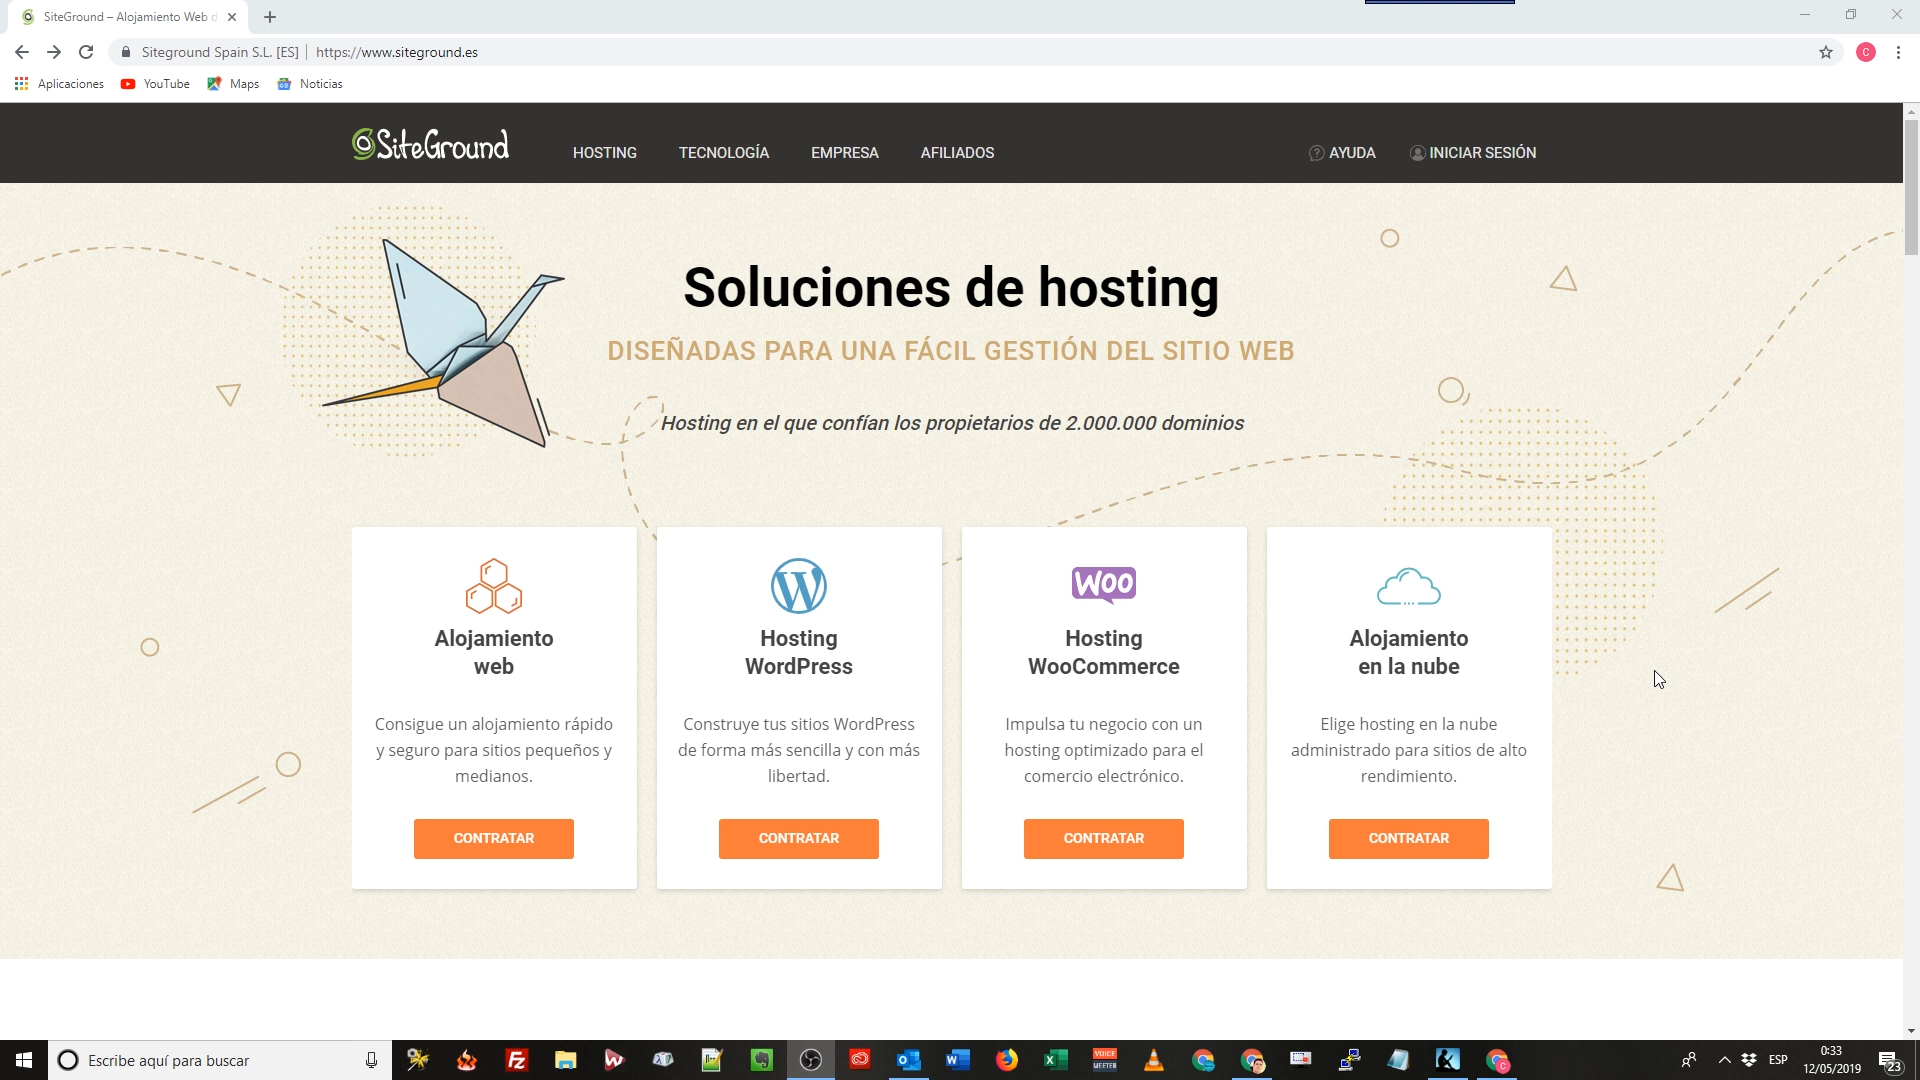 SiteGround – Alojamiento Web d
Siteground Spain S.L. [ES] https://www.siteground.es
C
Aplicaciones YouTube Maps Noticias
SiteGround HOSTING TECNOLOGÍA EMPRESA AFILIADOS ? AYUDA INICIAR SESIÓN
Soluciones de hosting
DISEÑADAS PARA UNA FÁCIL GESTIÓN DEL SITIO WEB
Hosting en el que confían los propietarios de 2.000.000 dominios
Alojamiento
web
Consigue un alojamiento rápido
y seguro para sitios pequeños y
medianos.
CONTRATAR
W
Hosting
WordPress
Construye tus sitios WordPress
de forma más sencilla y con más
libertad.
CONTRATAR
WOO
Hosting
WooCommerce
Impulsa tu negocio con un
hosting optimizado para el
comercio electrónico.
CONTRATAR
Alojamiento
en la nube
Elige hosting en la nube
administrado para sitios de alto
rendimiento.
CONTRATAR
Escribe aquí para buscar
Fz
VOICE
MEETER
ESP
0:33
12/05/2019
23